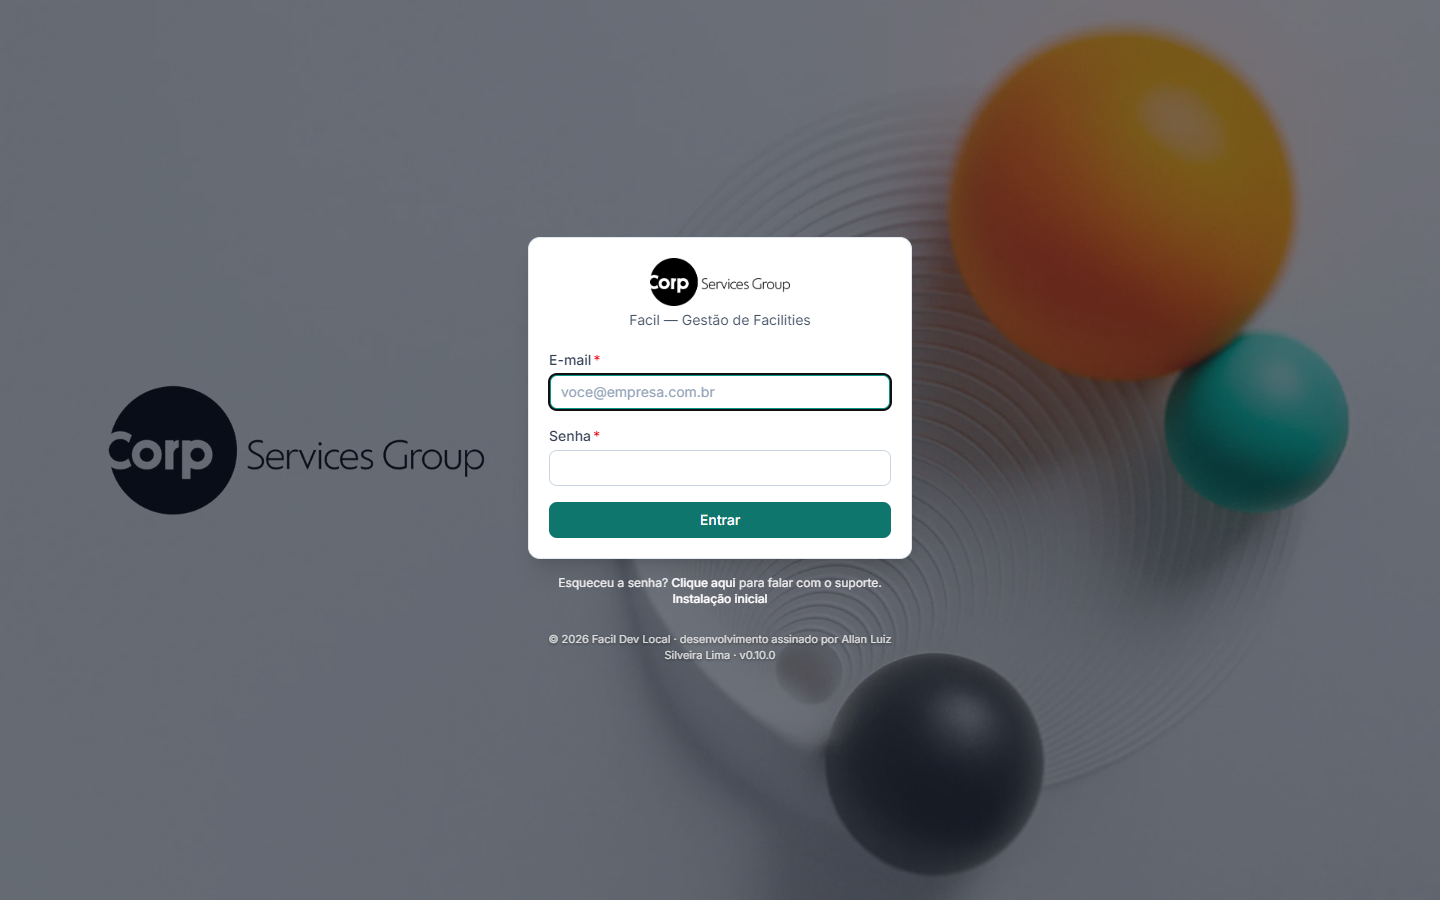 Corp Services Group
Facil — Gestão de Facilities
E-mail *
voce@empresa.com.br
Senha *
Entrar
Corp Services Group
Esqueceu a senha? Clique aqui para falar com o suporte.
Instalação inicial
© 2026 Facil Dev Local · desenvolvimento assinado por Allan Luiz
Silveira Lima · v0.10.0